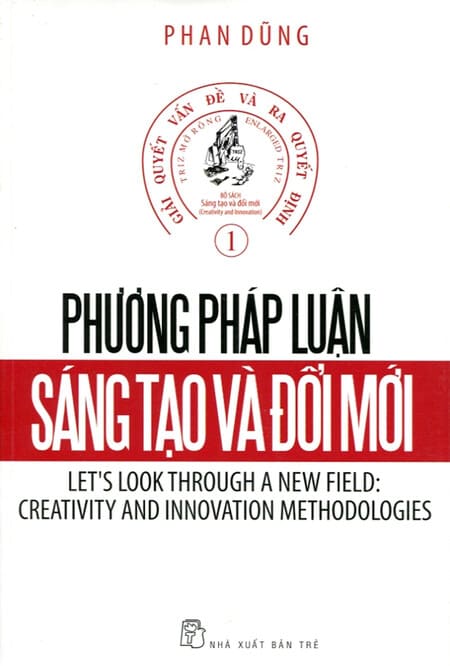 PHAN DŨNG
GIẢI QUYẾT VẤN ĐỀ VÀ RA QUYẾT ĐỊNH
TRIZ MỞ RỘNG
ENLARGED TRIZ
TRIZ
BỘ SÁCH
Sáng tạo và đổi mới
(Creativity and Innovation)
1
PHƯƠNG PHÁP LUẬN
SÁNG TẠO VÀ ĐỔI MỚI
LET'S LOOK THROUGH A NEW FIELD:
CREATIVITY AND INNOVATION METHODOLOGIES
NHÀ XUẤT BẢN TRẺ